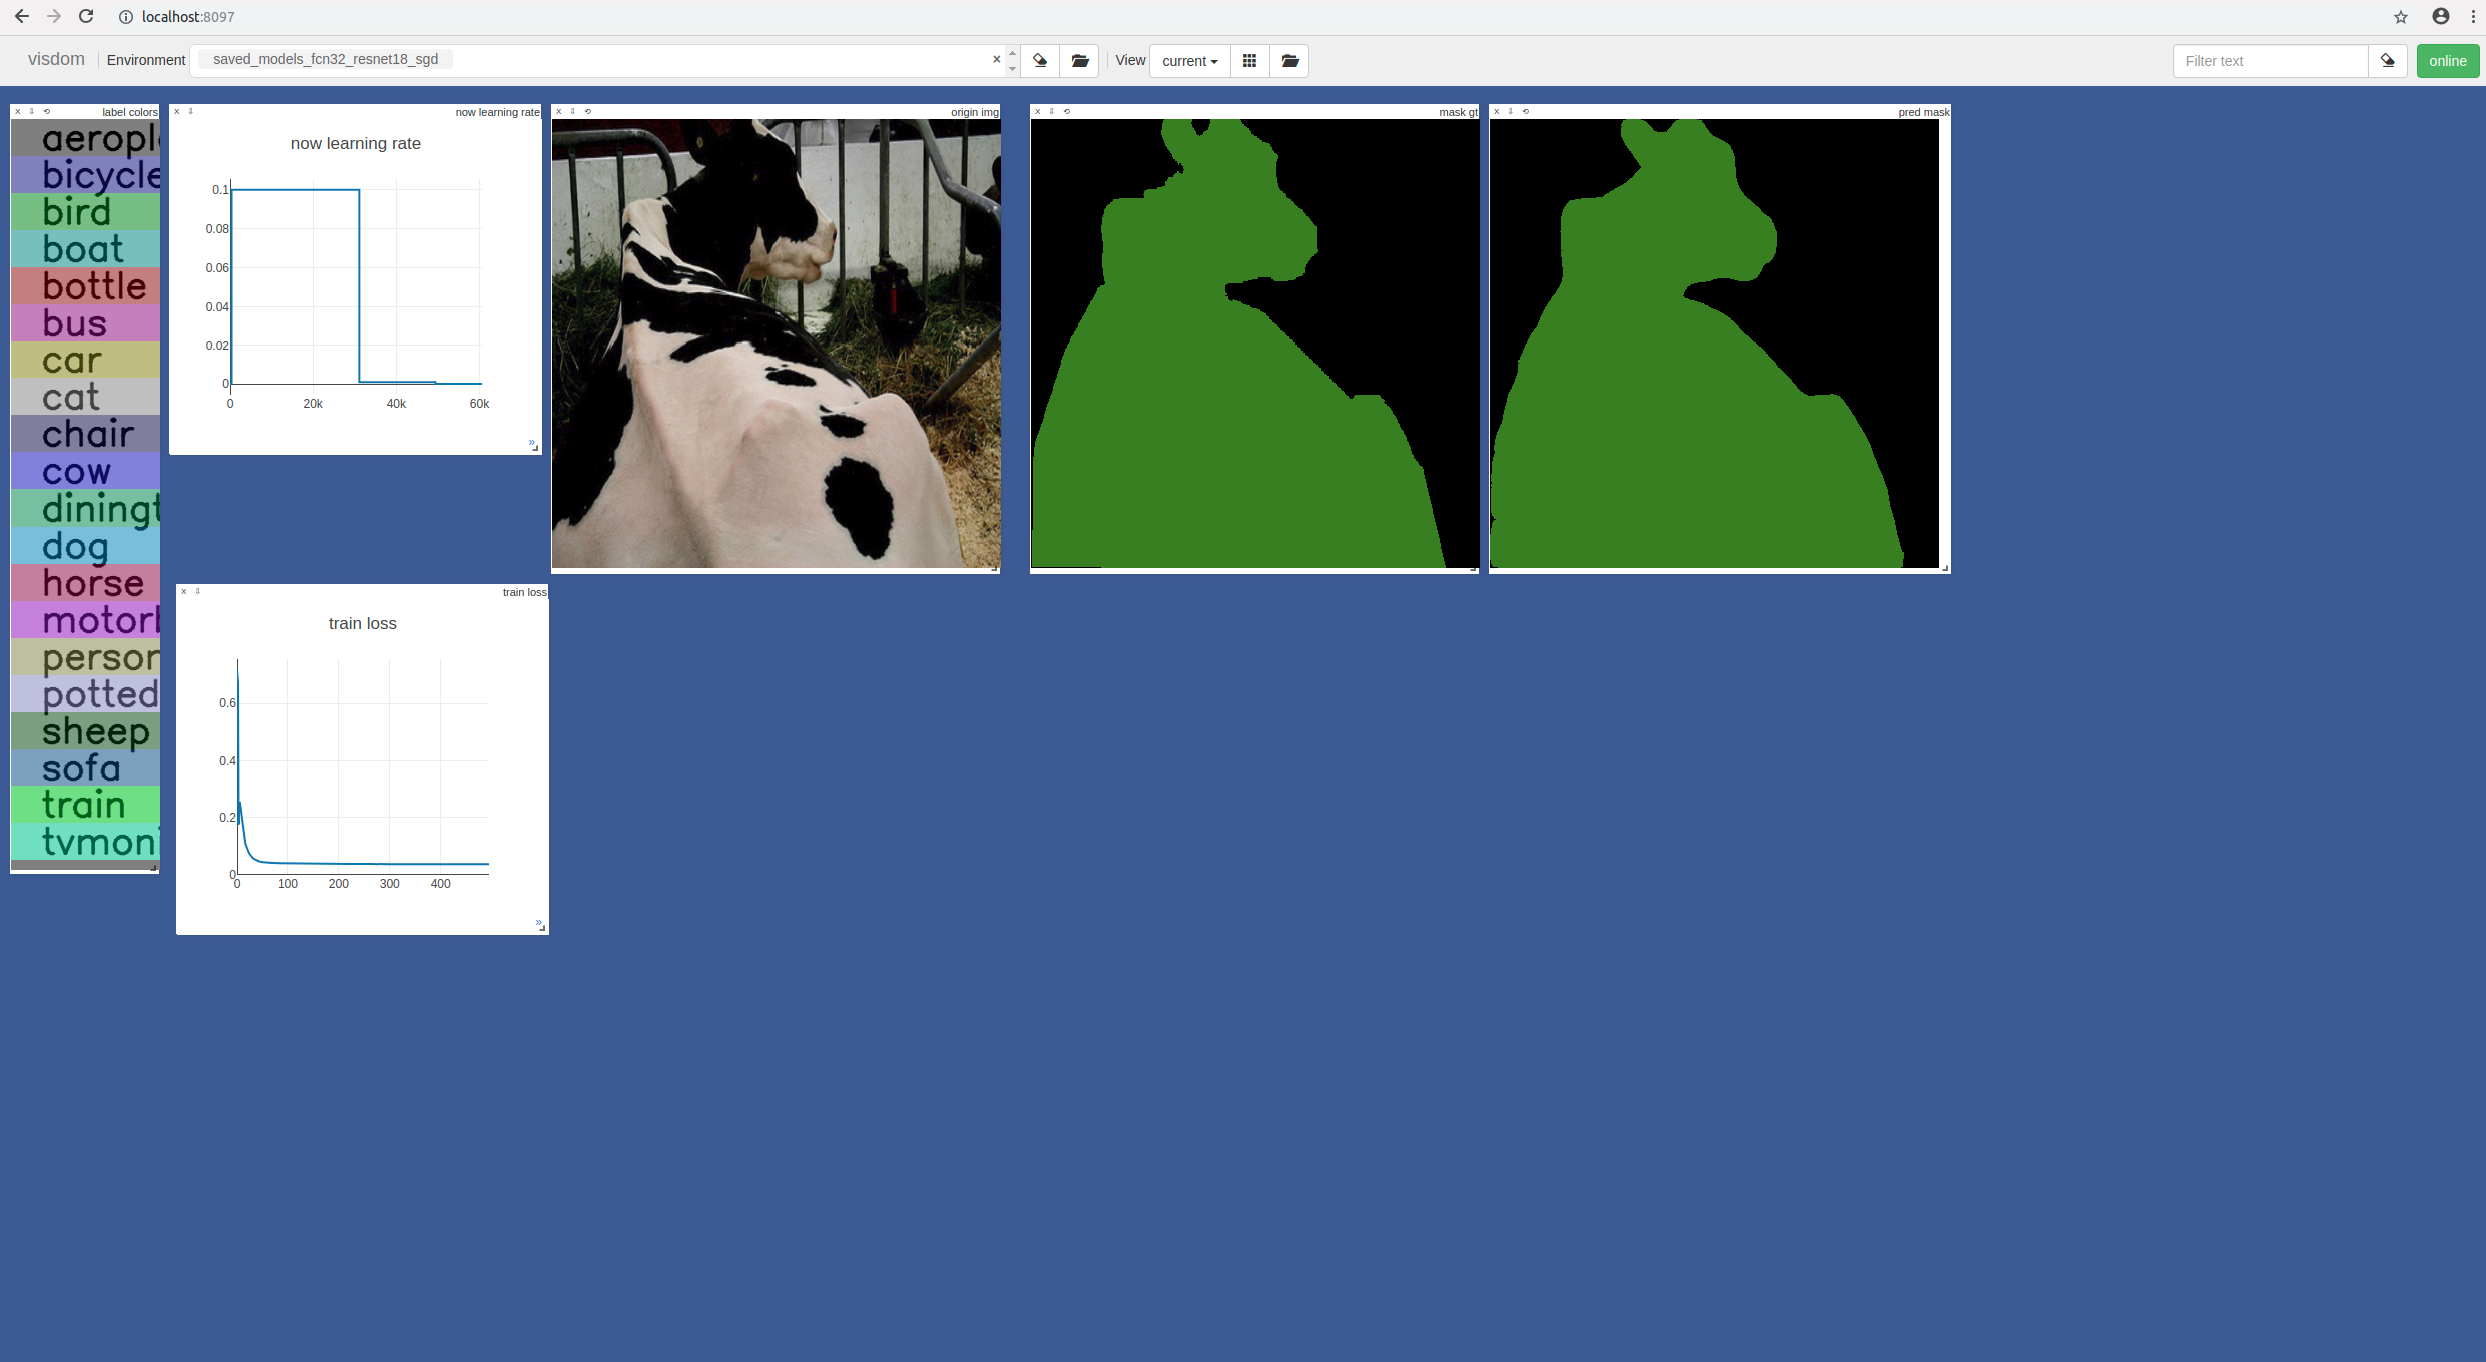 localhost:8097
visdom Environment saved_models_fcn32_resnet18_sgd × View current Filter text online
X label colors
aeropl
bicycle
bird
boat
bottle
bus
car
cat
chair
cow
diningt
dog
horse
motorb
person
potted
sheep
sofa
train
tvmoni
X now learning rate
now learning rate
0.1
0.08
0.06
0.04
0.02
0
0 20k 40k 60k
»
X origin img
X mask gt
X pred mask
X train loss
train loss
0.6
0.4
0.2
0
0 100 200 300 400
»